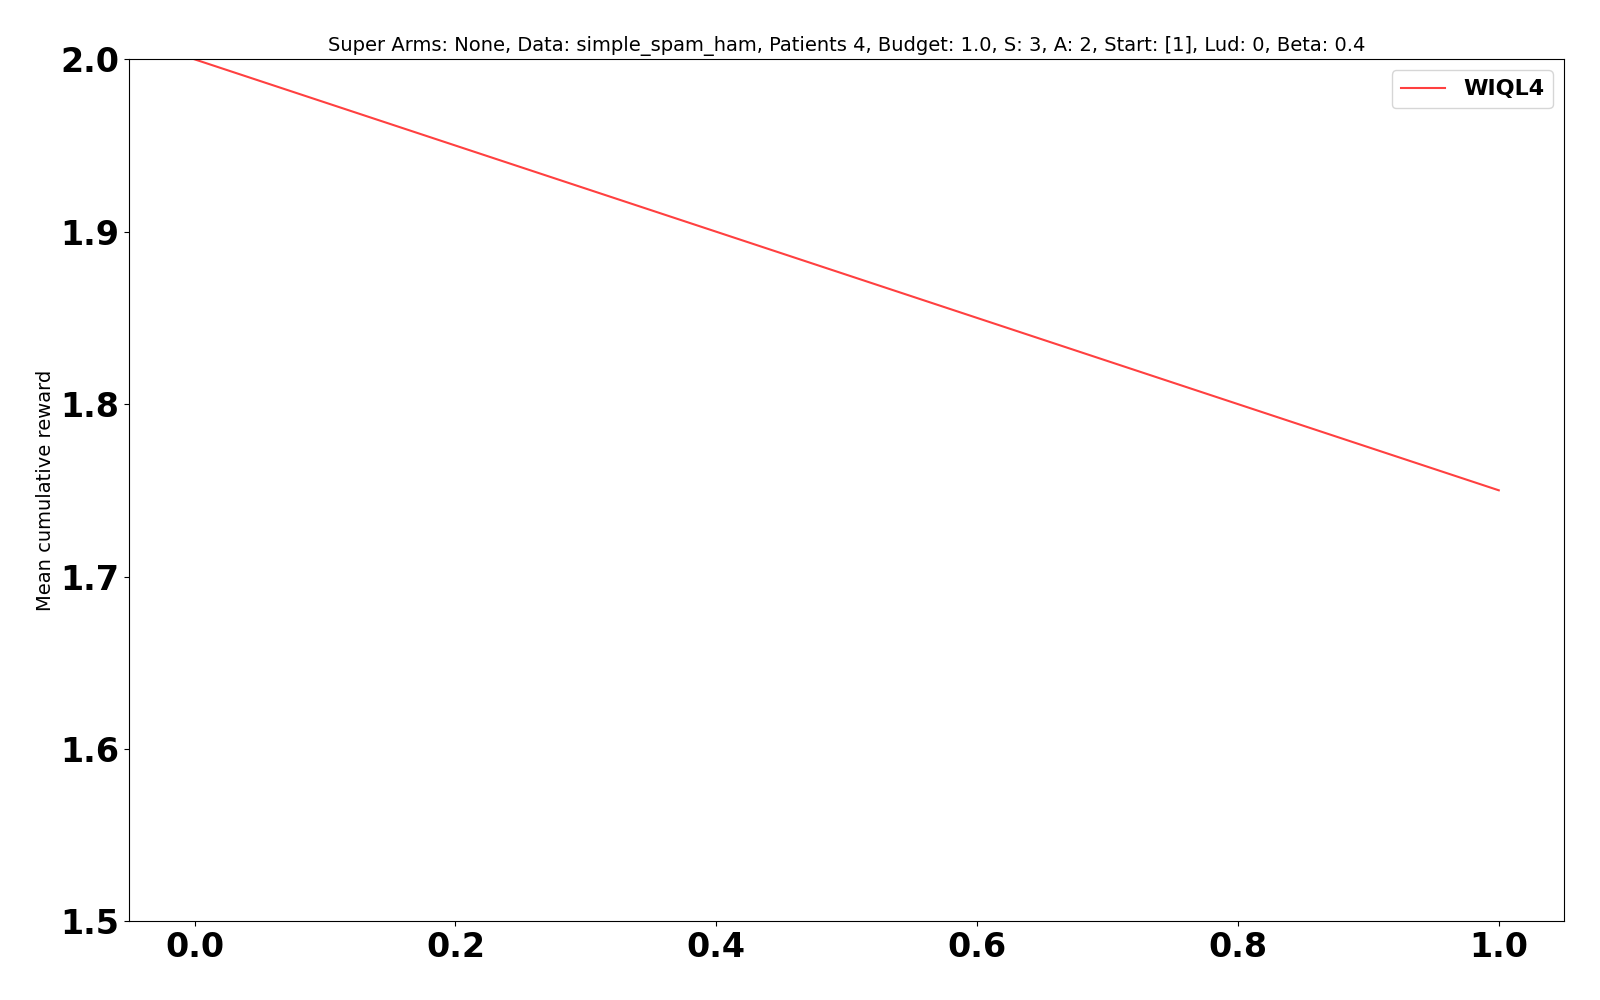 Super Arms: None, Data: simple_spam_ham, Patients 4, Budget: 1.0, S: 3, A: 2, Start: [1], Lud: 0, Beta: 0.4
WIQL4
Mean cumulative reward
2.0
1.9
1.8
1.7
1.6
1.5
0.0 0.2 0.4 0.6 0.8 1.0